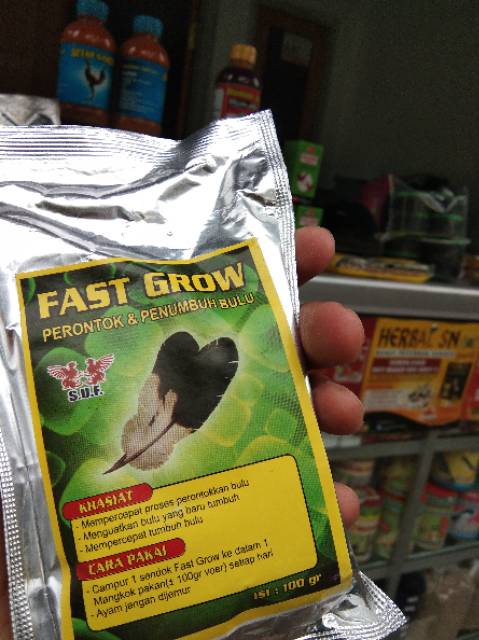 FAST GROW
PERONTOK & PENUMBUH BULU
S.D.F.
KHASIAT
- Mempercepat proses perontokkan bulu
- Menguatkan bulu yang baru tumbuh
- Mempercepat tumbuh bulu
CARA PAKAI
- Campur 1 sendok Fast Grow ke dalam 1
Mangkok pakan(± 100gr voer) setiap hari
- Ayam jangan dijemur
ISI : 100 gr
HERBAL SN